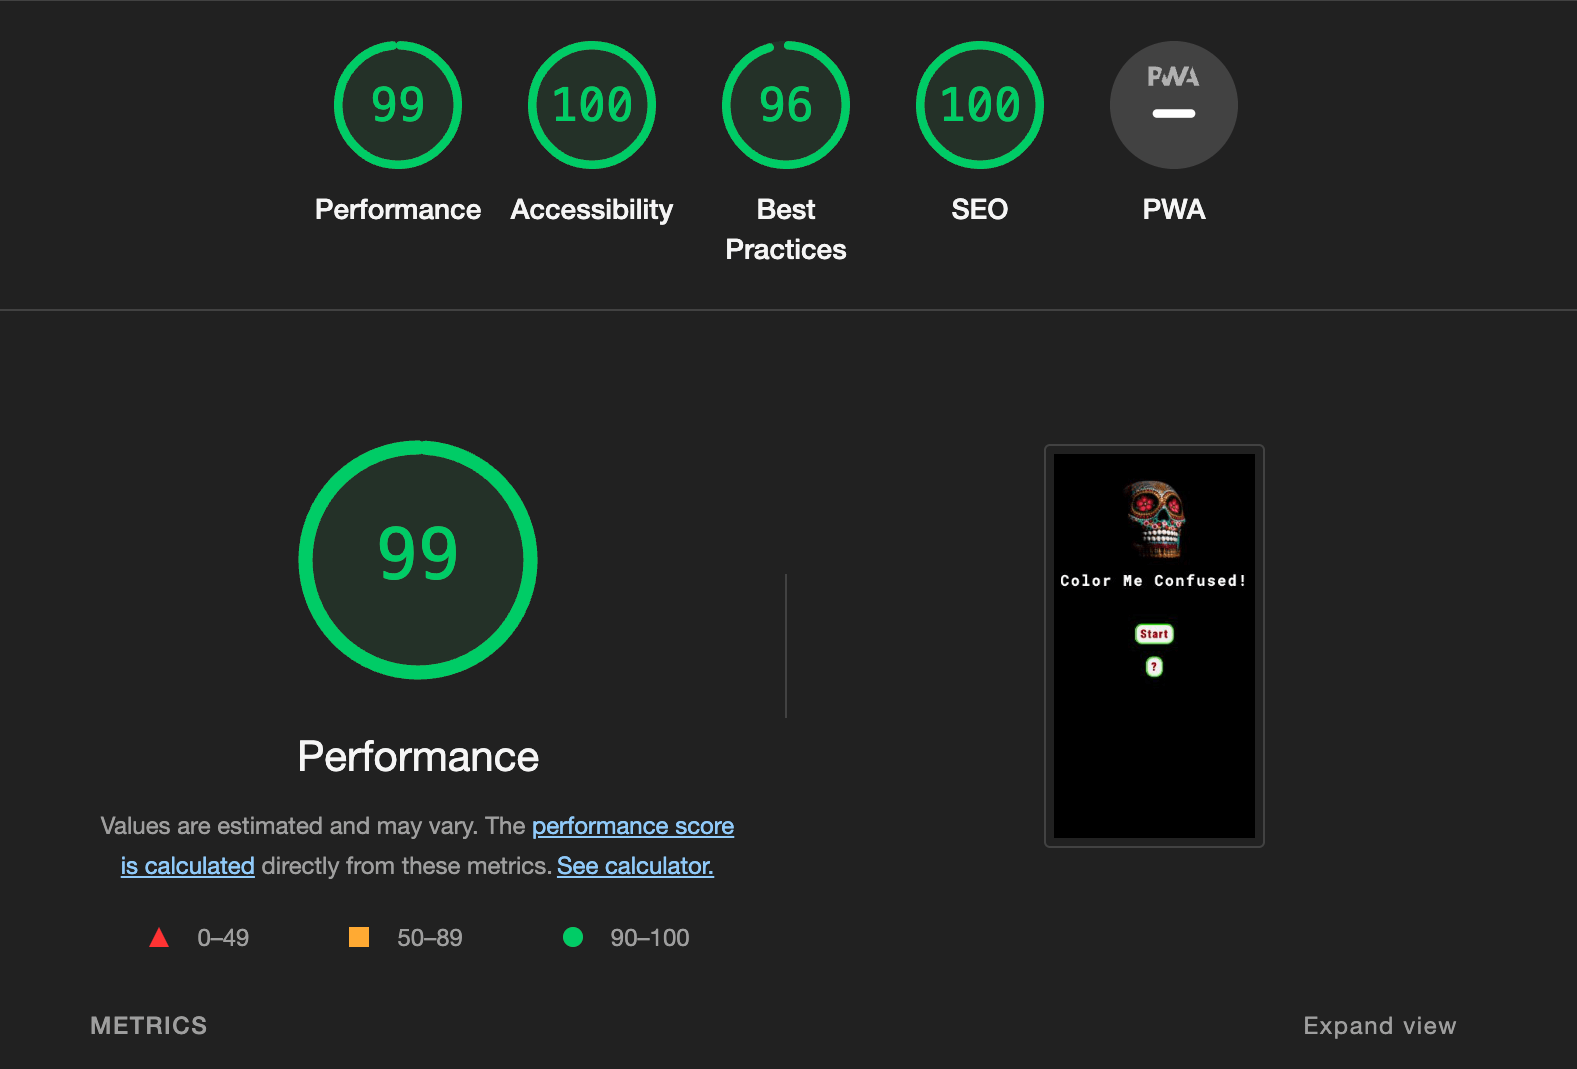 99
100
96
100
PWA
Performance
Accessibility
Best
Practices
SEO
PWA
99
Performance
Values are estimated and may vary. The performance score
is calculated directly from these metrics. See calculator.
0–49
50–89
90–100
Color Me Confused!
Start
?
METRICS
Expand view